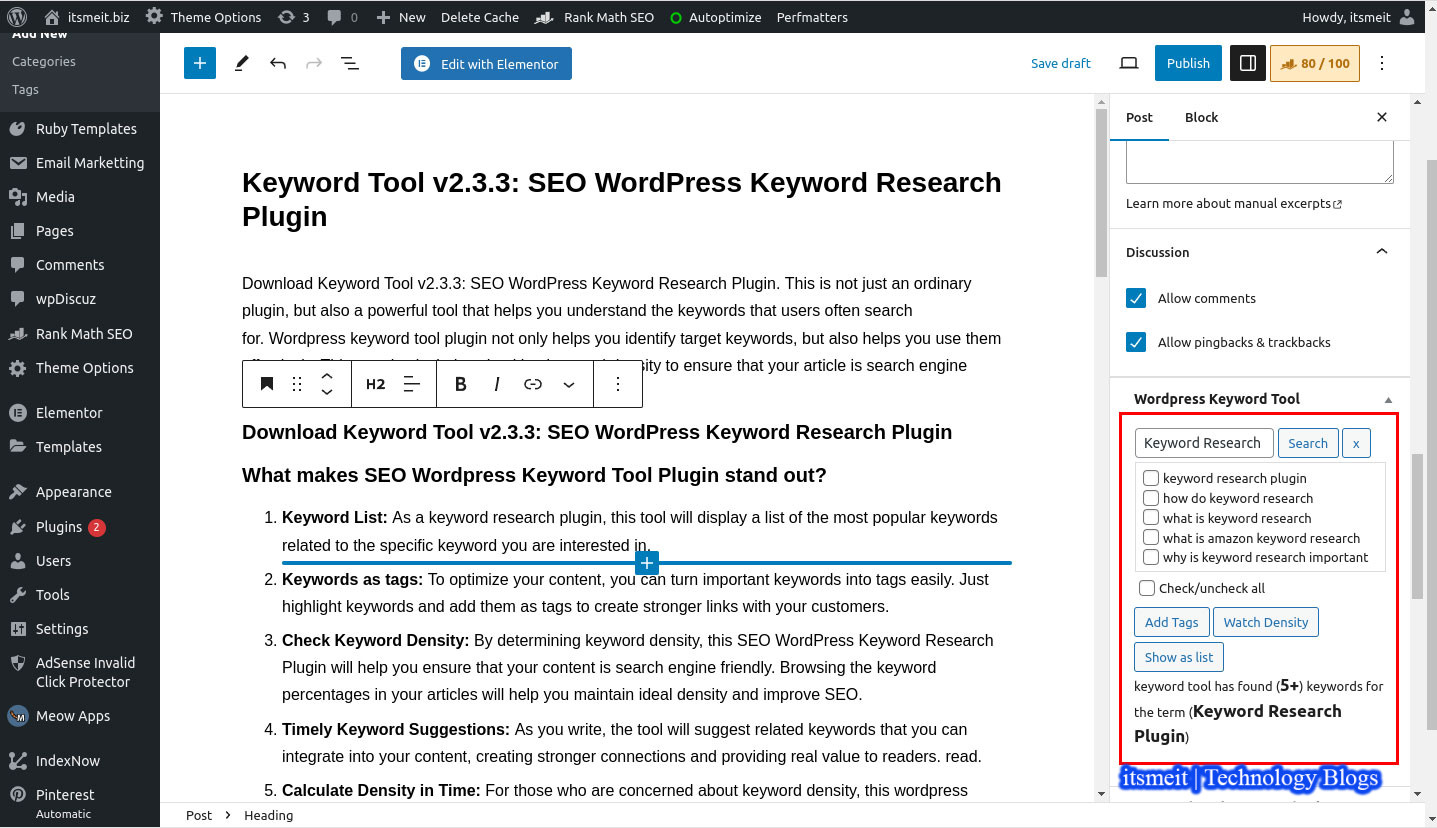 itsmeit.biz
Theme Options
3
0
New
Delete Cache
Rank Math SEO
Autoptimize
Perfmatters
Howdy, itsmeit
Add New
Categories
Tags
Ruby Templates
Email Marketing
Media
Pages
Comments
wpDiscuz
Rank Math SEO
Theme Options
Elementor
Templates
Appearance
Plugins 2
Users
Tools
Settings
AdSense Invalid
Click Protector
Meow Apps
IndexNow
Pinterest
Automatic
Edit with Elementor
Save draft
Publish
80 / 100
Keyword Tool v2.3.3: SEO WordPress Keyword Research
Plugin
Download Keyword Tool v2.3.3: SEO WordPress Keyword Research Plugin. This is not just an ordinary
plugin, but also a powerful tool that helps you understand the keywords that users often search
for. Wordpress keyword tool plugin not only helps you identify target keywords, but also helps you use them
sity to ensure that your article is search engine
H2
B
I
Download Keyword Tool v2.3.3: SEO WordPress Keyword Research Plugin
What makes SEO Wordpress Keyword Tool Plugin stand out?
1. Keyword List: As a keyword research plugin, this tool will display a list of the most popular keywords
related to the specific keyword you are interested in.
2. Keywords as tags: To optimize your content, you can turn important keywords into tags easily. Just
highlight keywords and add them as tags to create stronger links with your customers.
3. Check Keyword Density: By determining keyword density, this SEO WordPress Keyword Research
Plugin will help you ensure that your content is search engine friendly. Browsing the keyword
percentages in your articles will help you maintain ideal density and improve SEO.
4. Timely Keyword Suggestions: As you write, the tool will suggest related keywords that you can
integrate into your content, creating stronger connections and providing real value to readers. read.
5. Calculate Density in Time: For those who are concerned about keyword density, this wordpress
Post
Heading
Post
Block
Learn more about manual excerpts
Discussion
Allow comments
Allow pingbacks & trackbacks
Wordpress Keyword Tool
Keyword Research
Search
x
keyword research plugin
how do keyword research
what is keyword research
what is amazon keyword research
why is keyword research important
Check/uncheck all
Add Tags
Watch Density
Show as list
keyword tool has found (5+) keywords for
the term (Keyword Research
Plugin)
itsmeit | Technology Blogs